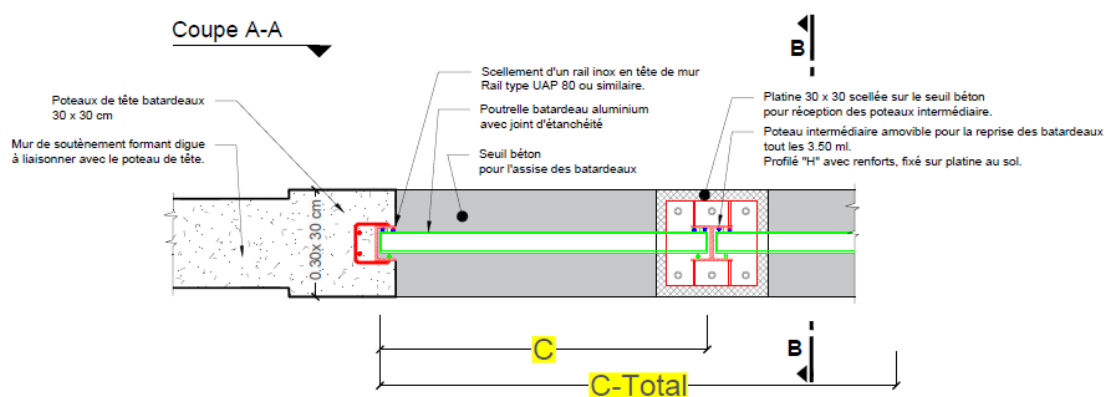 Coupe A-A
B
Scellement d'un rail inox en tête de mur
Rail type UAP 80 ou similaire.
Poteaux de tête batardeaux
30 x 30 cm
Poutrelle batardeau aluminium
avec joint d'étanchéité
Platine 30 x 30 scellée sur le seuil béton
pour réception des poteaux intermédiaire.
Mur de soutènement formant digue
à liaisonner avec le poteau de tête.
Seuil béton
pour l'assise des batardeaux
Poteau intermédiaire amovible pour la reprise des batardeaux
tout les 3.50 ml.
Profilé "H" avec renforts, fixé sur platine au sol.
0.30x 30 cm
C
B
C-Total